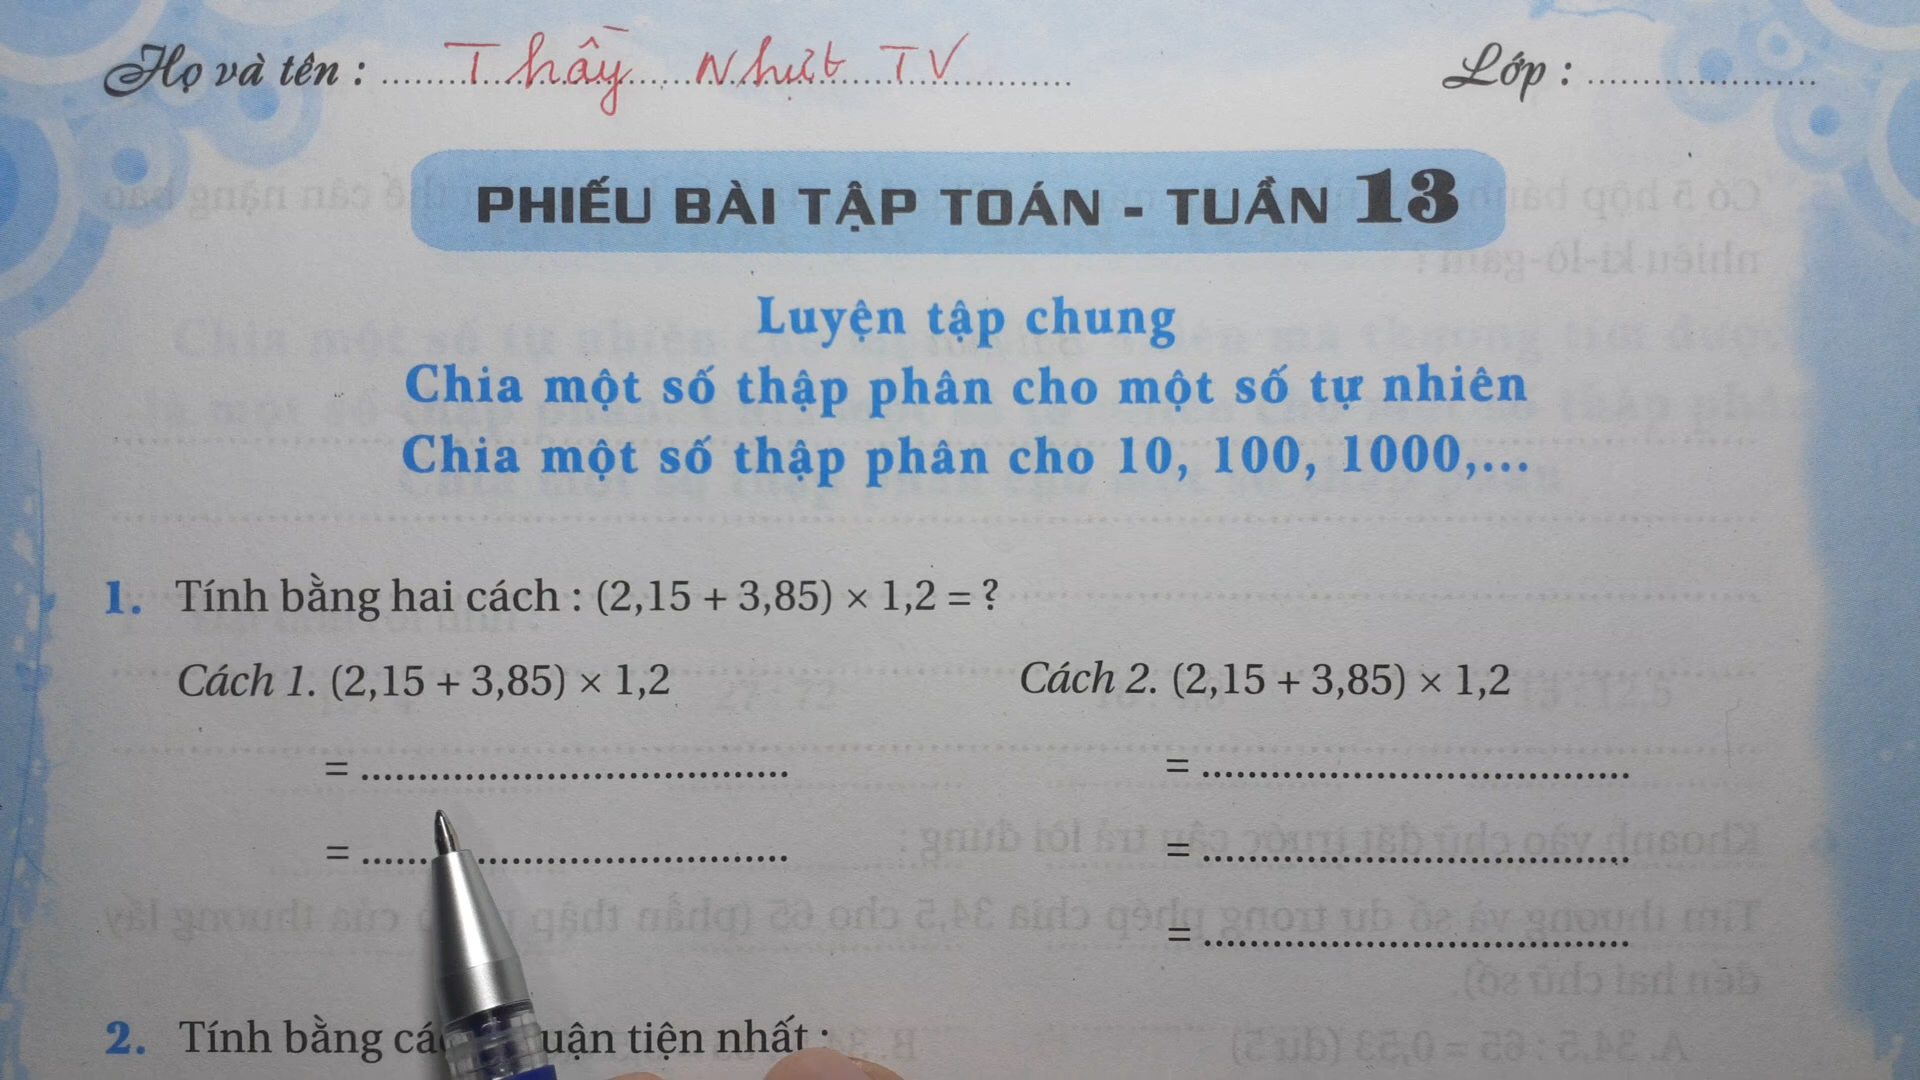 Họ và tên : Thầy Nhựt TV Lớp :
PHIẾU BÀI TẬP TOÁN - TUẦN 13
Luyện tập chung
Chia một số thập phân cho một số tự nhiên
Chia một số thập phân cho 10, 100, 1000,...
1. Tính bằng hai cách : (2,15 + 3,85) × 1,2 = ?
Cách 1. (2,15 + 3,85) × 1,2 Cách 2. (2,15 + 3,85) × 1,2
= ..................................... = .....................................
= ..................................... = .....................................
= .....................................
2. Tính bằng các uận tiện nhất :